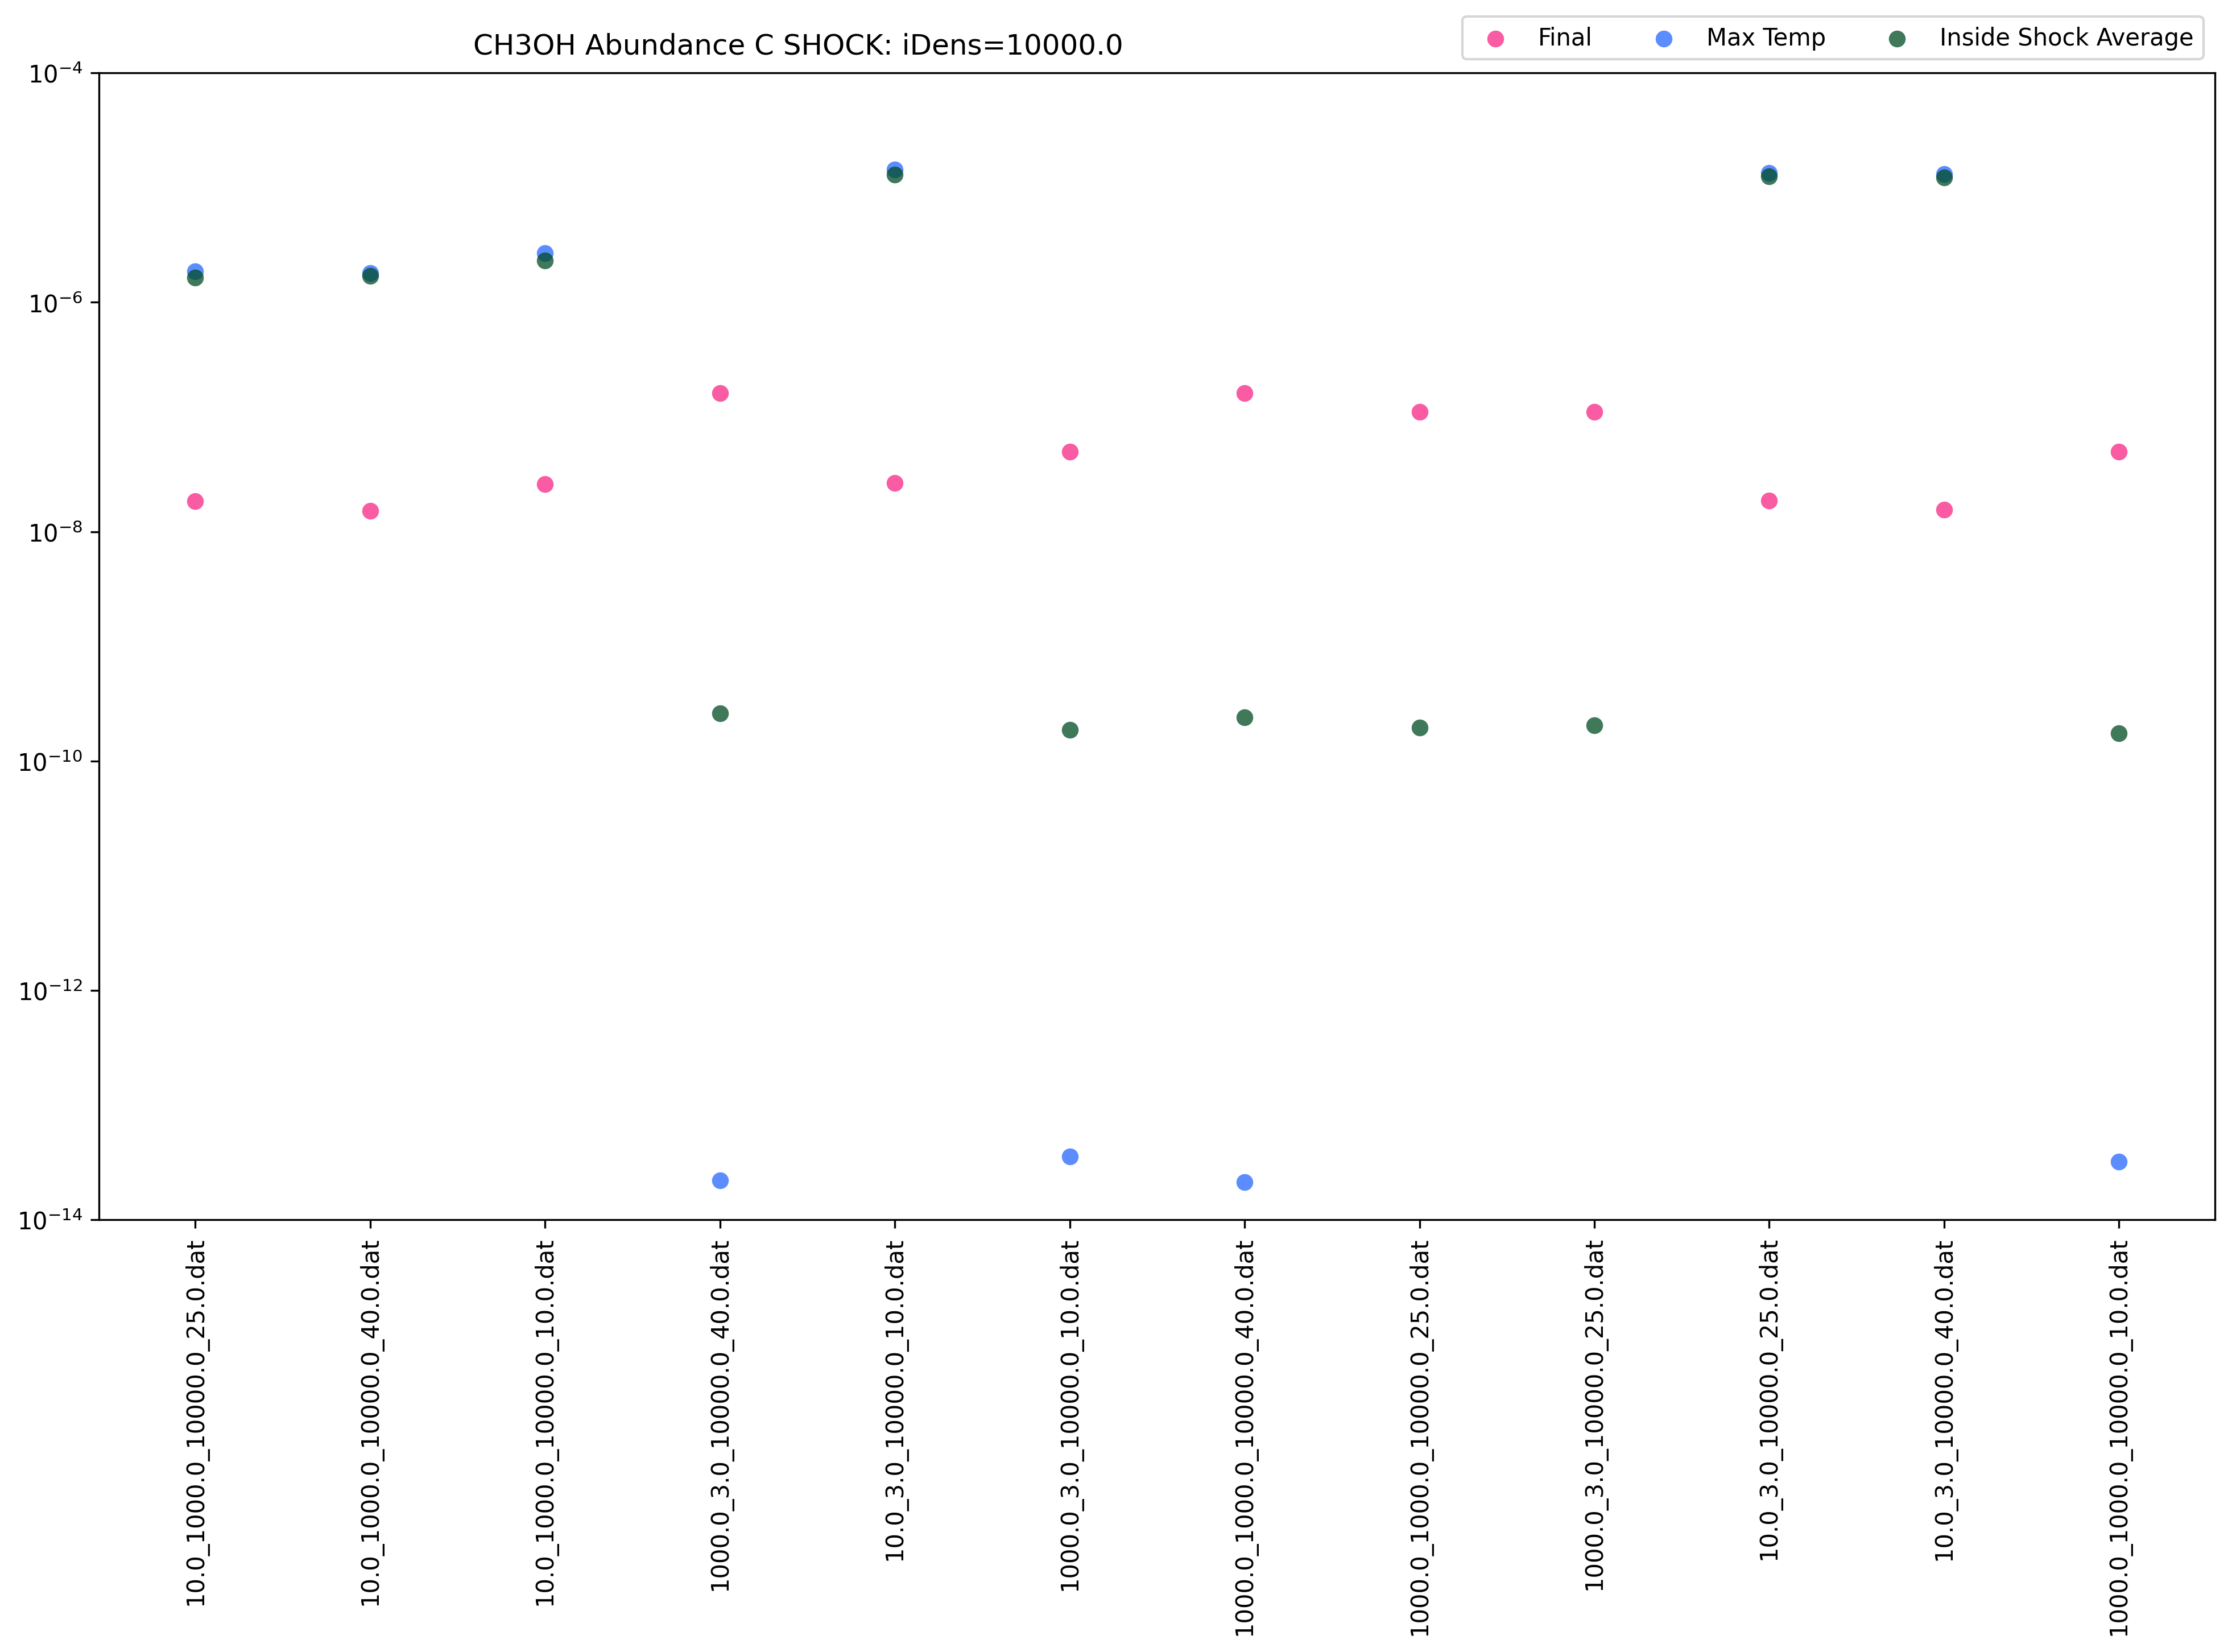 CH3OH Abundance C SHOCK: iDens=10000.0
Final
Max Temp
Inside Shock Average
10⁻⁴
10⁻⁶
10⁻⁸
10⁻¹⁰
10⁻¹²
10⁻¹⁴
10.0_1000.0_10000.0_25.0.dat
10.0_1000.0_10000.0_40.0.dat
10.0_1000.0_10000.0_10.0.dat
1000.0_3.0_10000.0_40.0.dat
10.0_3.0_10000.0_10.0.dat
1000.0_3.0_10000.0_10.0.dat
1000.0_1000.0_10000.0_40.0.dat
1000.0_1000.0_10000.0_25.0.dat
1000.0_3.0_10000.0_25.0.dat
10.0_3.0_10000.0_25.0.dat
10.0_3.0_10000.0_40.0.dat
1000.0_1000.0_10000.0_10.0.dat